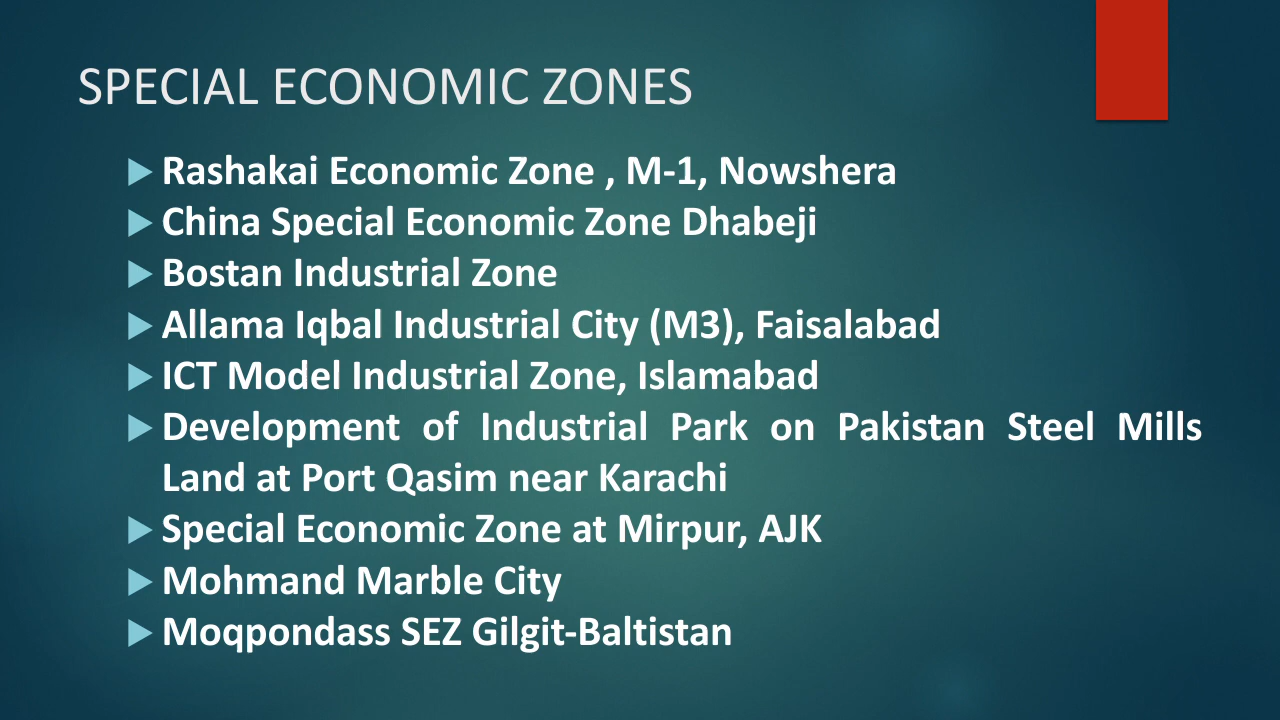 SPECIAL ECONOMIC ZONES
Rashakai Economic Zone , M-1, Nowshera
China Special Economic Zone Dhabeji
Bostan Industrial Zone
Allama Iqbal Industrial City (M3), Faisalabad
ICT Model Industrial Zone, Islamabad
Development of Industrial Park on Pakistan Steel Mills
Land at Port Qasim near Karachi
Special Economic Zone at Mirpur, AJK
Mohmand Marble City
Moqpondass SEZ Gilgit-Baltistan